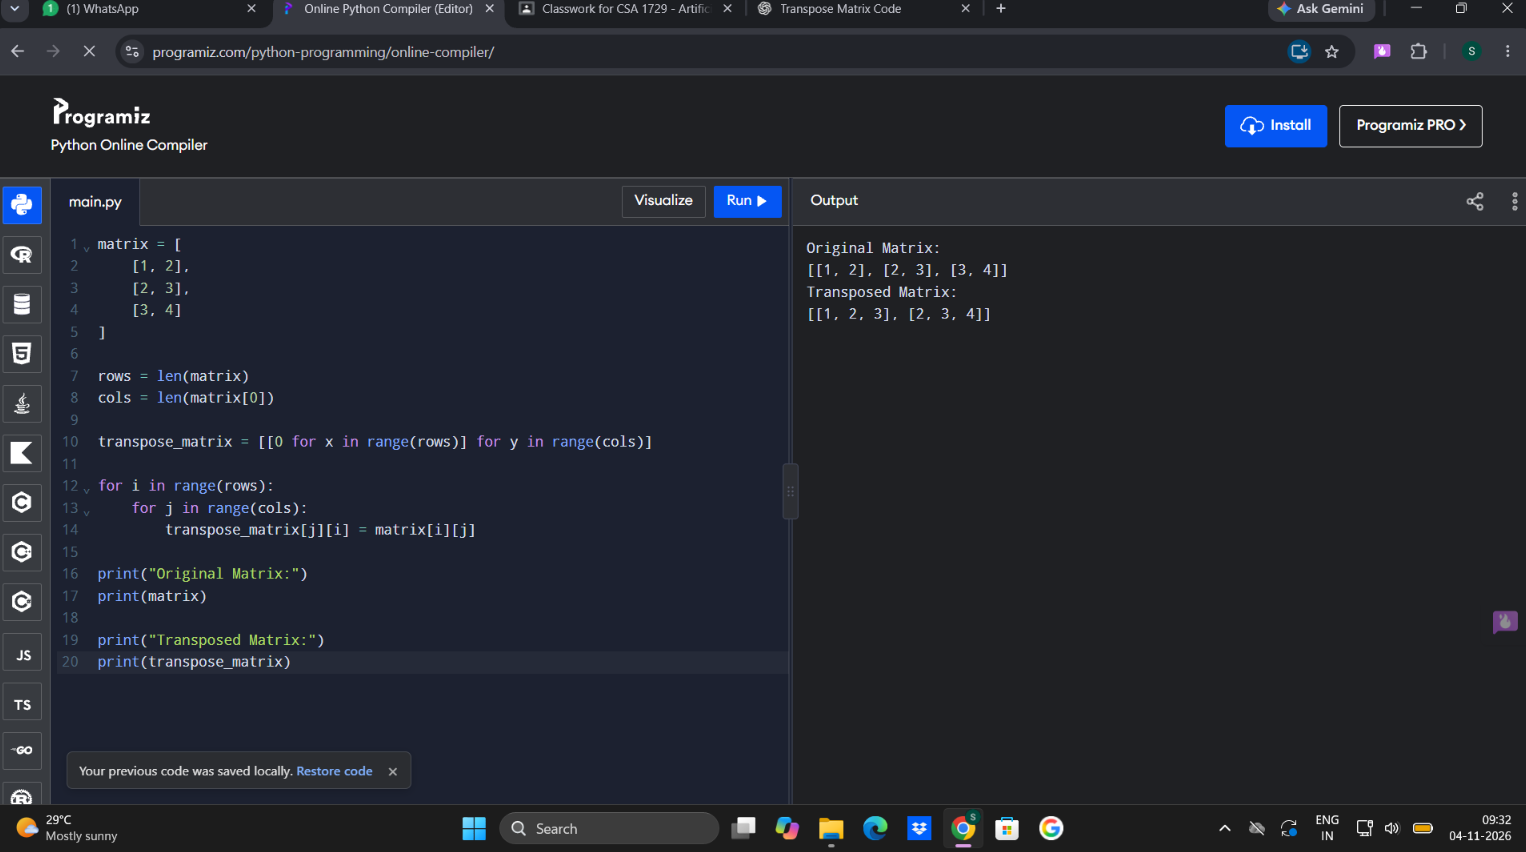 (1) WhatsApp
Online Python Compiler (Editor)
Classwork for CSA 1729 - Artific
Transpose Matrix Code
Ask Gemini
programiz.com/python-programming/online-compiler/
S
Programiz
Python Online Compiler
Install
Programiz PRO
main.py
Visualize
Run
Output
1 matrix = [
2     [1, 2],
3     [2, 3],
4     [3, 4]
5 ]
6
7 rows = len(matrix)
8 cols = len(matrix[0])
9
10 transpose_matrix = [[0 for x in range(rows)] for y in range(cols)]
11
12 for i in range(rows):
13     for j in range(cols):
14         transpose_matrix[j][i] = matrix[i][j]
15
16 print("Original Matrix:")
17 print(matrix)
18
19 print("Transposed Matrix:")
20 print(transpose_matrix)
Original Matrix:
[[1, 2], [2, 3], [3, 4]]
Transposed Matrix:
[[1, 2, 3], [2, 3, 4]]
JS
TS
GO
Your previous code was saved locally. Restore code
29°C
Mostly sunny
Search
ENG
IN
09:32
04-11-2026